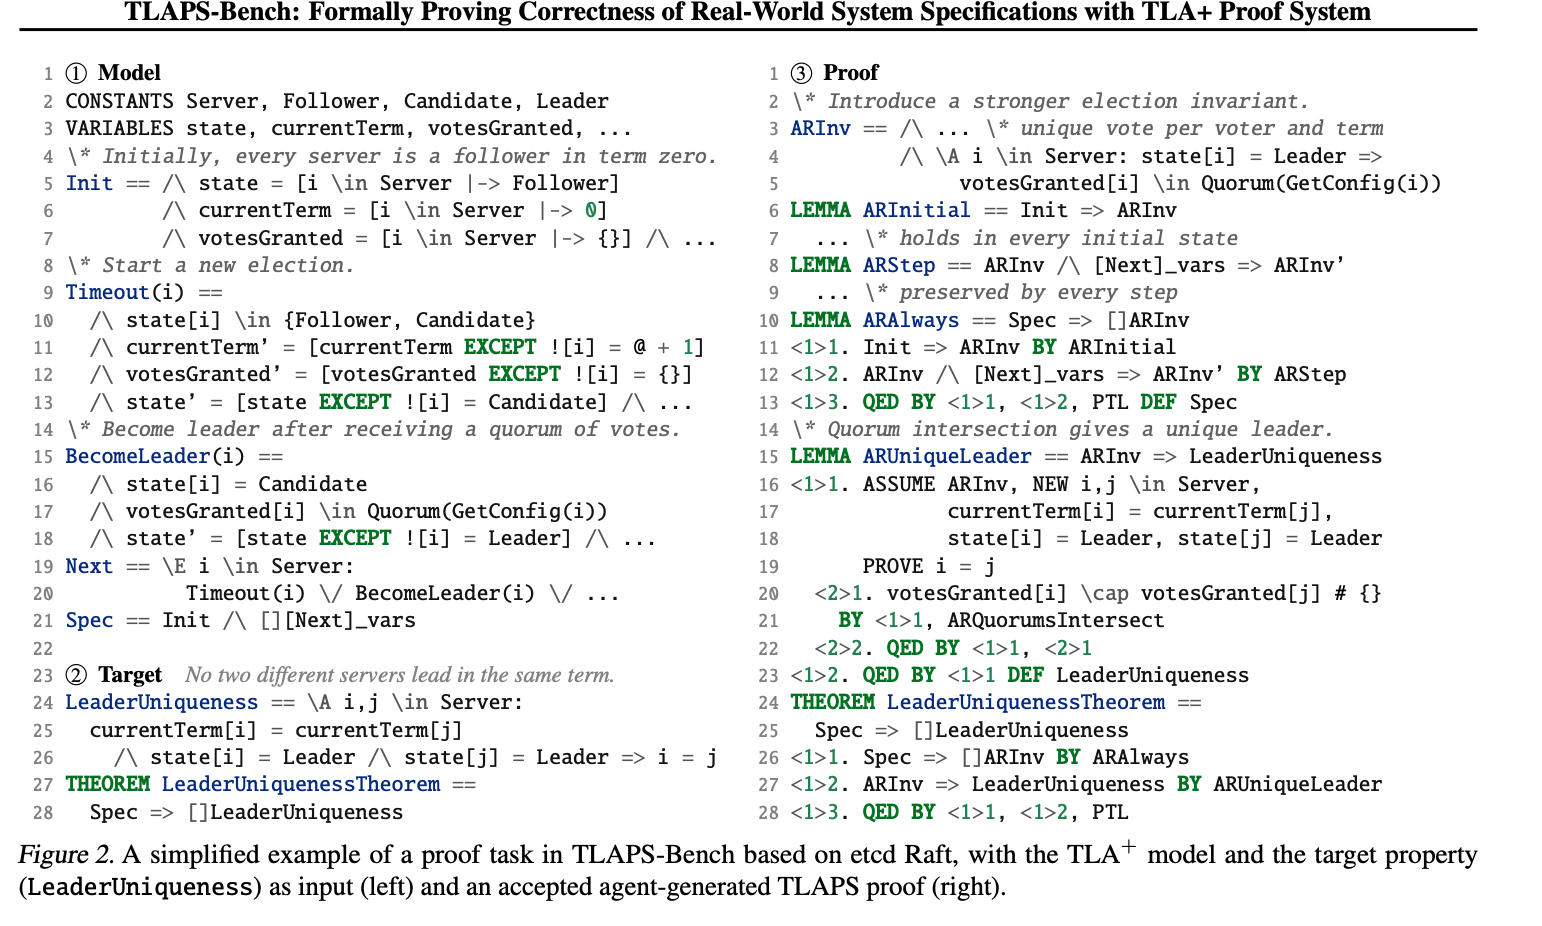 TLAPS-Bench: Formally Proving Correctness of Real-World System Specifications with TLA+ Proof System
1 ① Model
2 CONSTANTS Server, Follower, Candidate, Leader
3 VARIABLES state, currentTerm, votesGranted, ...
4 \* Initially, every server is a follower in term zero.
5 Init == /\ state = [i \in Server |-> Follower]
6         /\ currentTerm = [i \in Server |-> 0]
7         /\ votesGranted = [i \in Server |-> {}] /\ ...
8 \* Start a new election.
9 Timeout(i) ==
10   /\ state[i] \in {Follower, Candidate}
11   /\ currentTerm’ = [currentTerm EXCEPT ![i] = @ + 1]
12   /\ votesGranted’ = [votesGranted EXCEPT ![i] = {}]
13   /\ state’ = [state EXCEPT ![i] = Candidate] /\ ...
14 \* Become leader after receiving a quorum of votes.
15 BecomeLeader(i) ==
16   /\ state[i] = Candidate
17   /\ votesGranted[i] \in Quorum(GetConfig(i))
18   /\ state’ = [state EXCEPT ![i] = Leader] /\ ...
19 Next == \E i \in Server:
20           Timeout(i) \/ BecomeLeader(i) \/ ...
21 Spec == Init /\ [][Next]_vars
22
23 ② Target No two different servers lead in the same term.
24 LeaderUniqueness == \A i,j \in Server:
25   currentTerm[i] = currentTerm[j]
26     /\ state[i] = Leader /\ state[j] = Leader => i = j
27 THEOREM LeaderUniquenessTheorem ==
28   Spec => []LeaderUniqueness
1 ③ Proof
2 \* Introduce a stronger election invariant.
3 ARInv == /\ ... \* unique vote per voter and term
4          /\ \A i \in Server: state[i] = Leader =>
5               votesGranted[i] \in Quorum(GetConfig(i))
6 LEMMA ARInitial == Init => ARInv
7   ... \* holds in every initial state
8 LEMMA ARStep == ARInv /\ [Next]_vars => ARInv’
9   ... \* preserved by every step
10 LEMMA ARAlways == Spec => []ARInv
11 <1>1. Init => ARInv BY ARInitial
12 <1>2. ARInv /\ [Next]_vars => ARInv’ BY ARStep
13 <1>3. QED BY <1>1, <1>2, PTL DEF Spec
14 \* Quorum intersection gives a unique leader.
15 LEMMA ARUniqueLeader == ARInv => LeaderUniqueness
16 <1>1. ASSUME ARInv, NEW i,j \in Server,
17              currentTerm[i] = currentTerm[j],
18              state[i] = Leader, state[j] = Leader
19       PROVE i = j
20   <2>1. votesGranted[i] \cap votesGranted[j] # {}
21     BY <1>1, ARQuorumsIntersect
22   <2>2. QED BY <1>1, <2>1
23 <1>2. QED BY <1>1 DEF LeaderUniqueness
24 THEOREM LeaderUniquenessTheorem ==
25   Spec => []LeaderUniqueness
26 <1>1. Spec => []ARInv BY ARAlways
27 <1>2. ARInv => LeaderUniqueness BY ARUniqueLeader
28 <1>3. QED BY <1>1, <1>2, PTL
Figure 2. A simplified example of a proof task in TLAPS-Bench based on etcd Raft, with the TLA+ model and the target property
(LeaderUniqueness) as input (left) and an accepted agent-generated TLAPS proof (right).